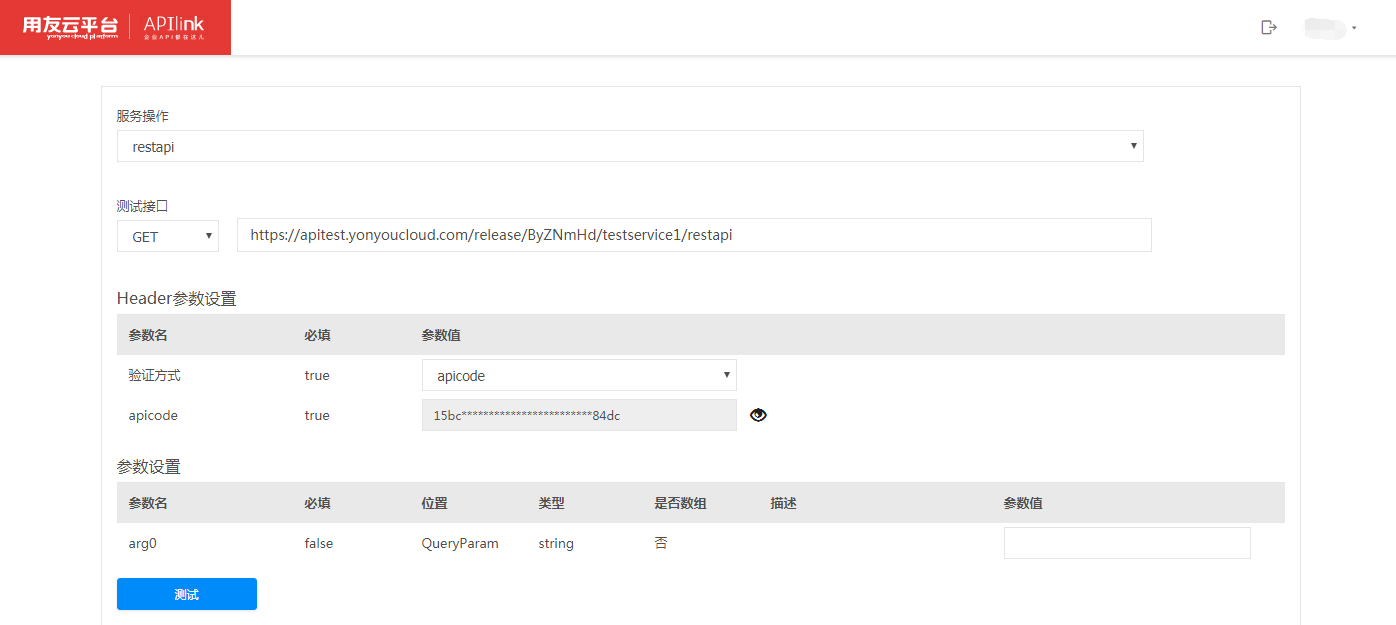 用友云平台 APIlink
yonyou cloud platform 企业API都在这儿
服务操作
restapi
测试接口
GET https://apitest.yonyoucloud.com/release/ByZNmHd/testservice1/restapi
Header参数设置
参数名 必填 参数值
验证方式 true apicode
apicode true 15bc************************84dc
参数设置
参数名 必填 位置 类型 是否数组 描述 参数值
arg0 false QueryParam string 否
测试